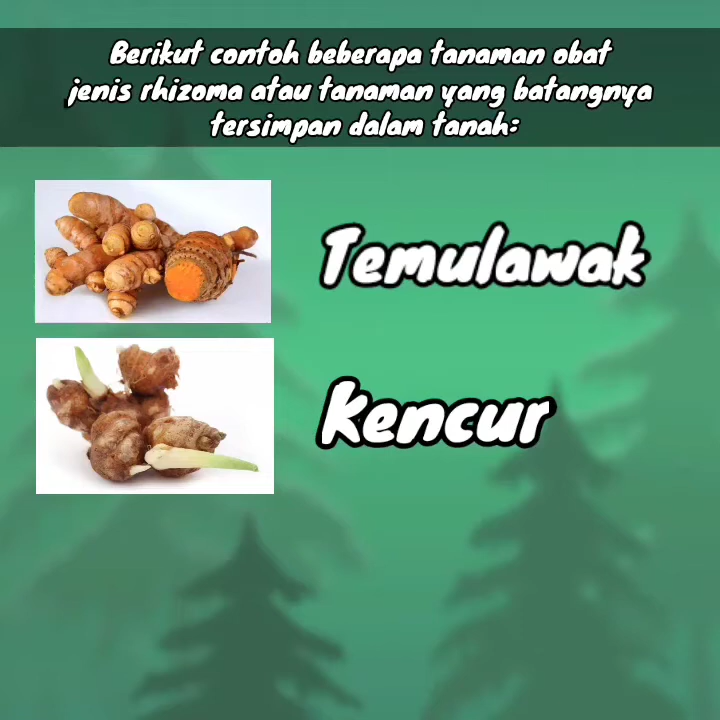 Berikut contoh beberapa tanaman obat
jenis rhizoma atau tanaman yang batangnya
tersimpan dalam tanah:
Temulawak
Kencur